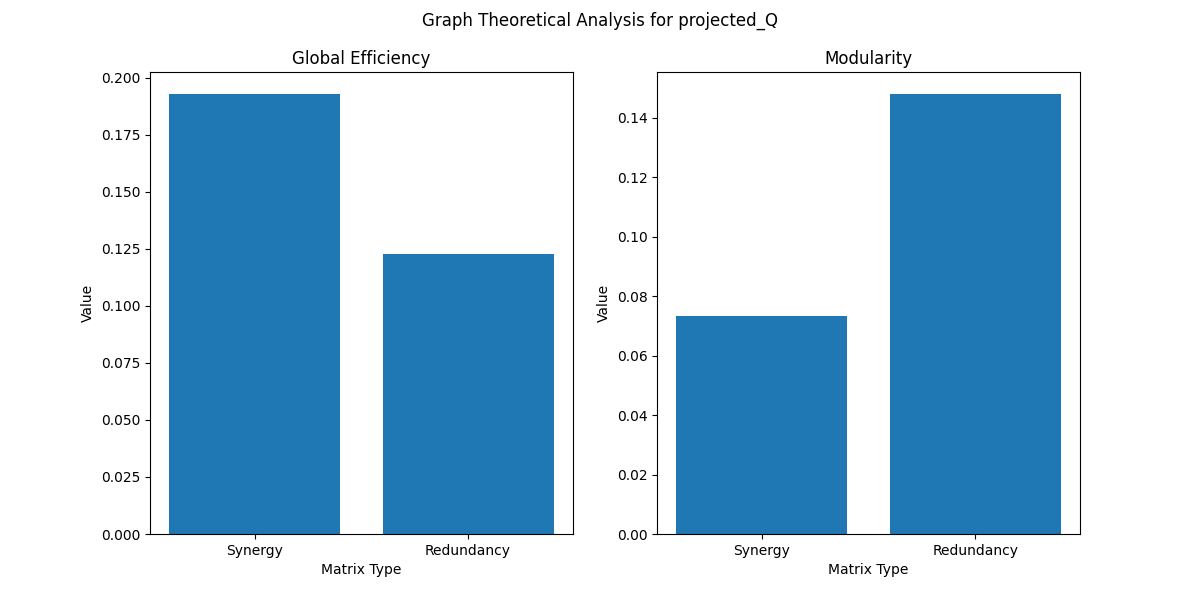 Graph Theoretical Analysis for projected_Q
Global Efficiency
0.200
0.175
0.150
0.125
0.100
0.075
0.050
0.025
0.000
Value
Synergy
Redundancy
Matrix Type
Modularity
0.14
0.12
0.10
0.08
0.06
0.04
0.02
0.00
Value
Synergy
Redundancy
Matrix Type